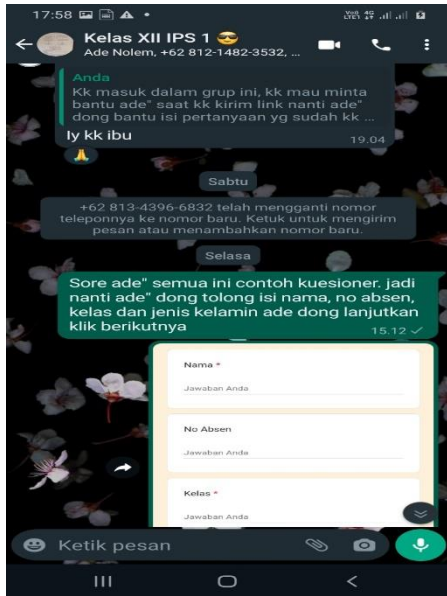 17:58
Kelas XII IPS 1
Ade Nolem, +62 812-1482-3532, ...
Anda
Kk masuk dalam grup ini, kk mau minta
bantu ade" saat kk kirim link nanti ade"
dong bantu isi pertanyaan yg sudah kk ...
Iy kk ibu
19.04
Sabtu
+62 813-4396-6832 telah mengganti nomor
teleponnya ke nomor baru. Ketuk untuk mengirim
pesan atau menambahkan nomor baru.
Selasa
Sore ade" semua ini contoh kuesioner. jadi
nanti ade" dong tolong isi nama, no absen,
kelas dan jenis kelamin ade dong lanjutkan
klik berikutnya
15.12
Nama *
Jawaban Anda
No Absen
Jawaban Anda
Kelas *
Jawaban Anda
Ketik pesan